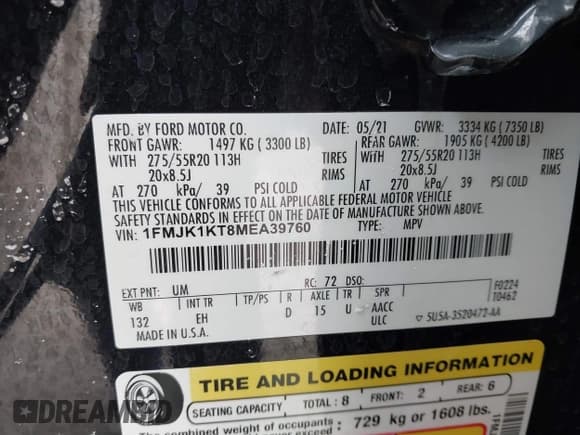 MFD. BY FORD MOTOR CO. 05/21 GVWR: 3334 KG ( 7350 LB)
FRONT GAWR: 1497 KG ( 3300 LB) REAR GAWR: 1905 KG ( 4200 LB)
WITH 275/55R20 113H TIRES WITH 275/55R20 113H TIRES
20x8.5J RIMS 20x8.5J RIMS
AT 270 kPa/ 39 PSI COLD AT 270 kPa/ 39 PSI COLD
THIS VEHICLE CONFORMS TO ALL APPLICABLE FEDERAL MOTOR VEHICLE
SAFETY STANDARDS IN EFFECT ON THE DATE OF MANUFACTURE SHOWN ABOVE.
VIN: 1FMJK1KT8MEA39760 TYPE: MPV
EXT PNT: UM RC: 72 DSO: F0224
WB INT TR TP/PS R AXLE TR SPR T0462
132 EH D 15 U AACC
ULC
MADE IN U.S.A. 5U5A-3520472-AA
TIRE AND LOADING INFORMATION
SEATING CAPACITY TOTAL: 8 FRONT: 2 REAR: 6
weight of occupants
exceed : 729 kg or 1608 lbs.
DREAMBID